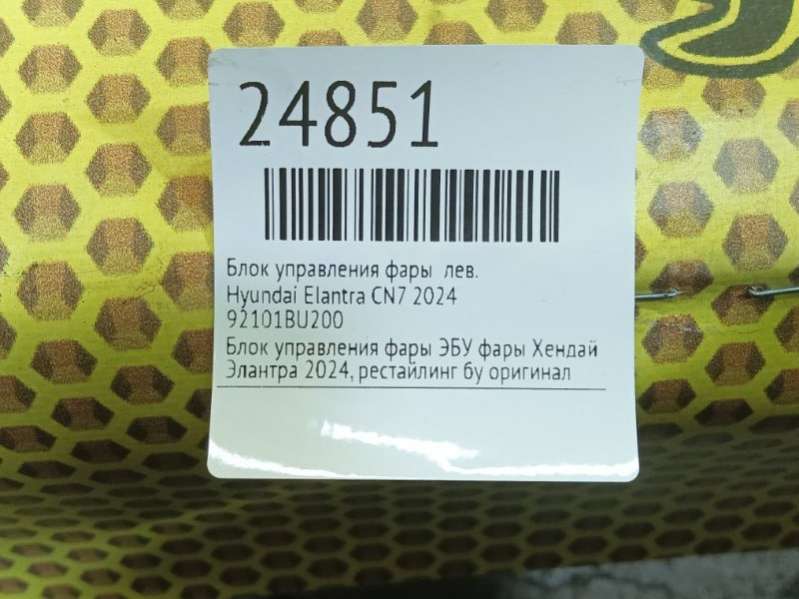 24851
Блок управления фары лев.
Hyundai Elantra CN7 2024
92101BU200
Блок управления фары ЭБУ фары Хендай
Элантра 2024, рестайлинг бу оригинал